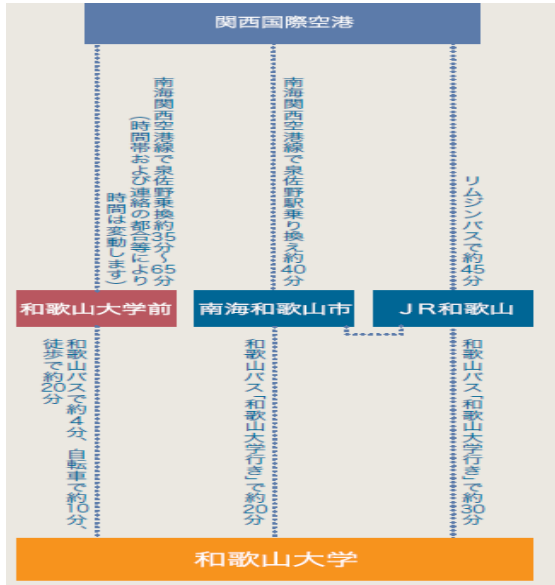 関西国際空港
南海関西空港線で泉佐野乗換約35分～65分
(時間帯および連絡の都合等により
時間は変動します)
南海関西空港線で泉佐野駅乗り換え約40分
リムジンバスで約45分
和歌山大学前
南海和歌山市
JR和歌山
和歌山バスで約4分、自転車で約10分、
徒歩で約20分
和歌山バス「和歌山大学行き」で約20分
和歌山バス「和歌山大学行き」で約30分
和歌山大学